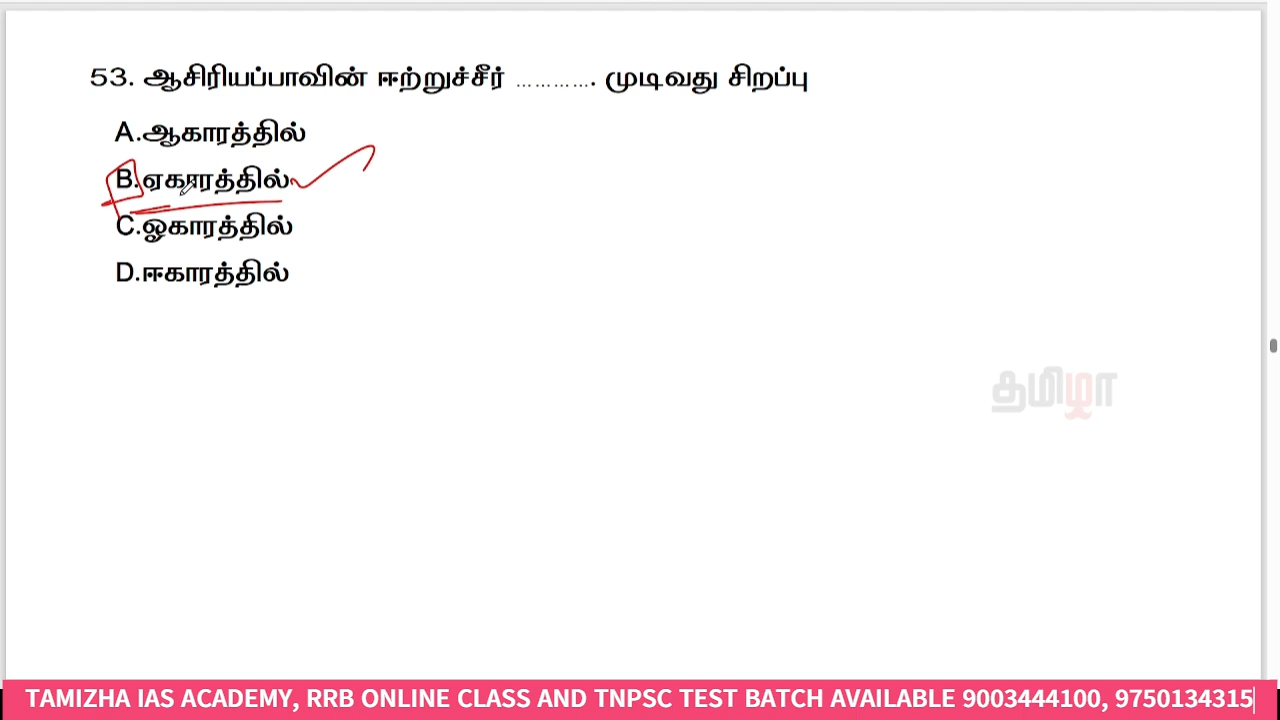 53. ஆசிரியப்பாவின் ஈற்றுச்சீர் …………. முடிவது சிறப்பு
A.ஆகாரத்தில்
B.ஏகாரத்தில்
C.ஓகாரத்தில்
D.ஈகாரத்தில்
தமிழா
TAMIZHA IAS ACADEMY, RRB ONLINE CLASS AND TNPSC TEST BATCH AVAILABLE 9003444100, 9750134315